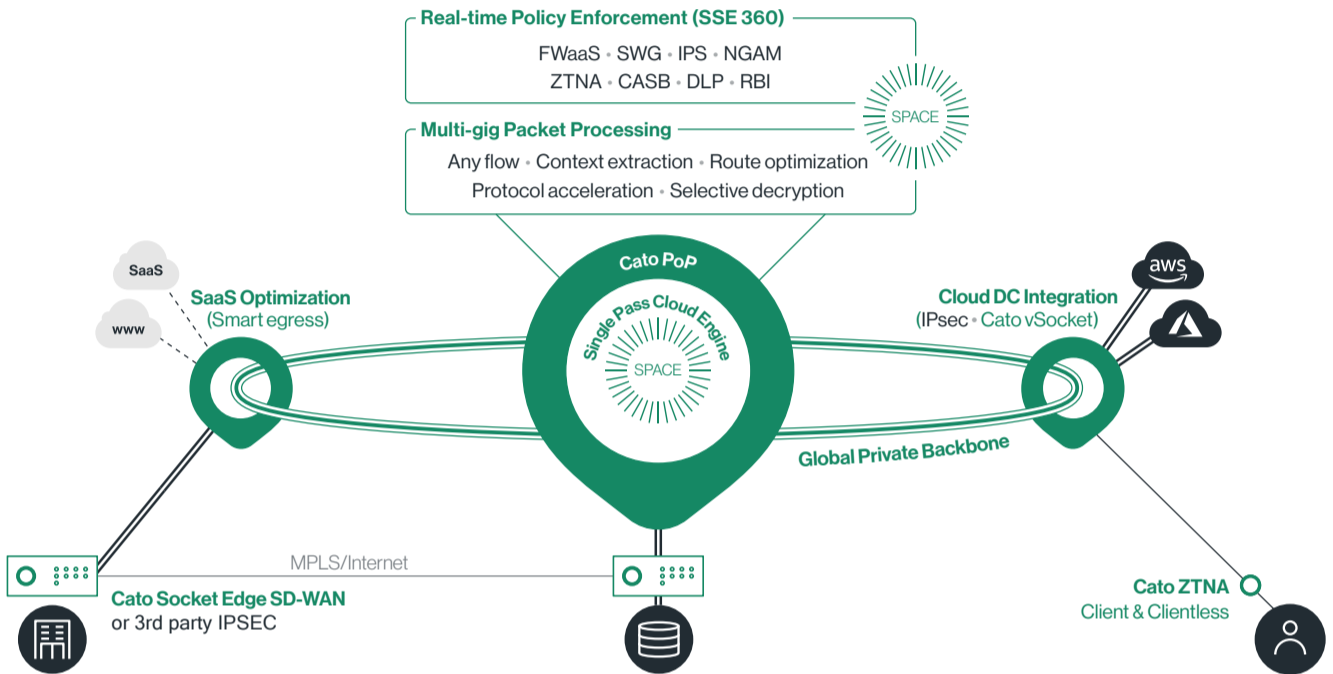 Real-time Policy Enforcement (SSE 360)
FWaaS • SWG • IPS • NGAM
ZTNA • CASB • DLP • RBI
SPACE
Multi-gig Packet Processing
Any flow • Context extraction • Route optimization
Protocol acceleration • Selective decryption
Cato PoP
Single Pass Cloud Engine
SPACE
SaaS
www
SaaS Optimization
(Smart egress)
aws
Cloud DC Integration
(IPsec • Cato vSocket)
Global Private Backbone
MPLS/Internet
Cato Socket Edge SD-WAN
or 3rd party IPSEC
Cato ZTNA
Client & Clientless